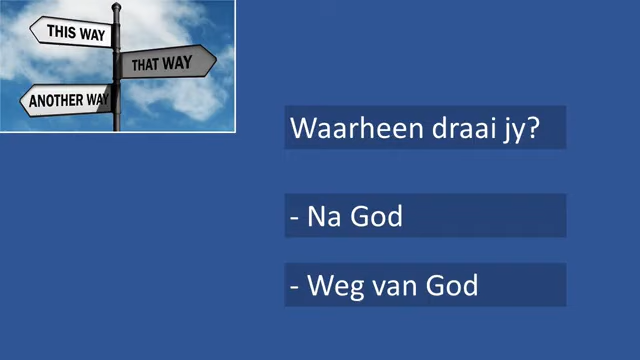 THIS WAY
THAT WAY
ANOTHER WAY
Waarheen draai jy?
- Na God
- Weg van God